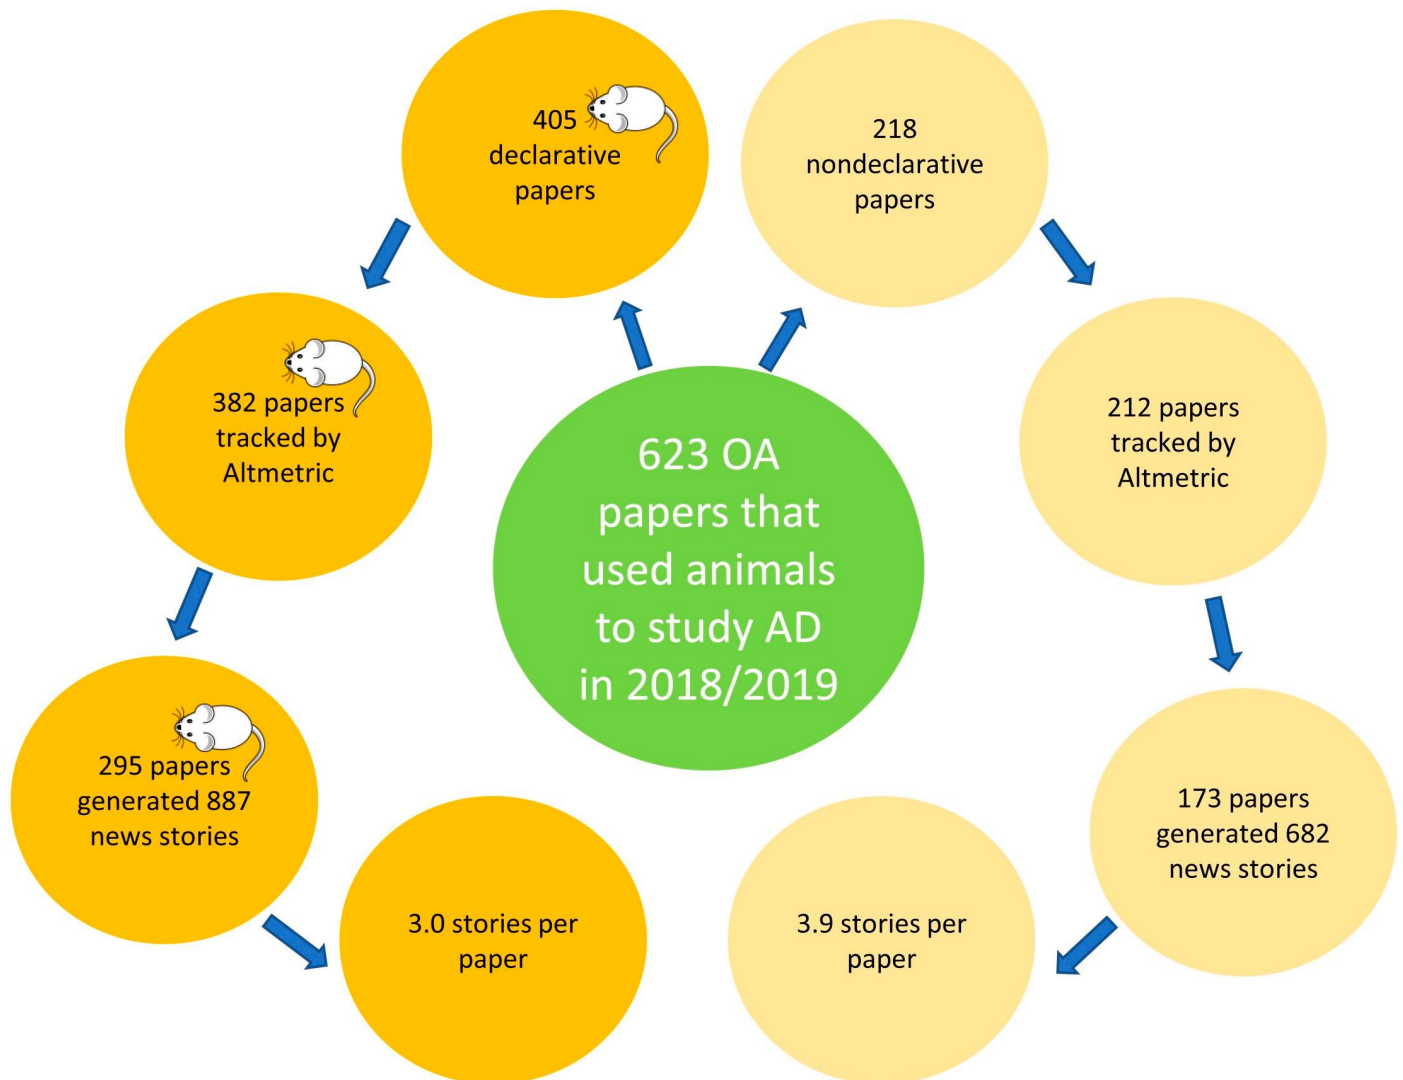 405
declarative
papers
218
nondeclarative
papers
382 papers
tracked by
Altmetric
212 papers
tracked by
Altmetric
623 OA
papers that
used animals
to study AD
in 2018/2019
295 papers
generated 887
news stories
173 papers
generated 682
news stories
3.0 stories per
paper
3.9 stories per
paper